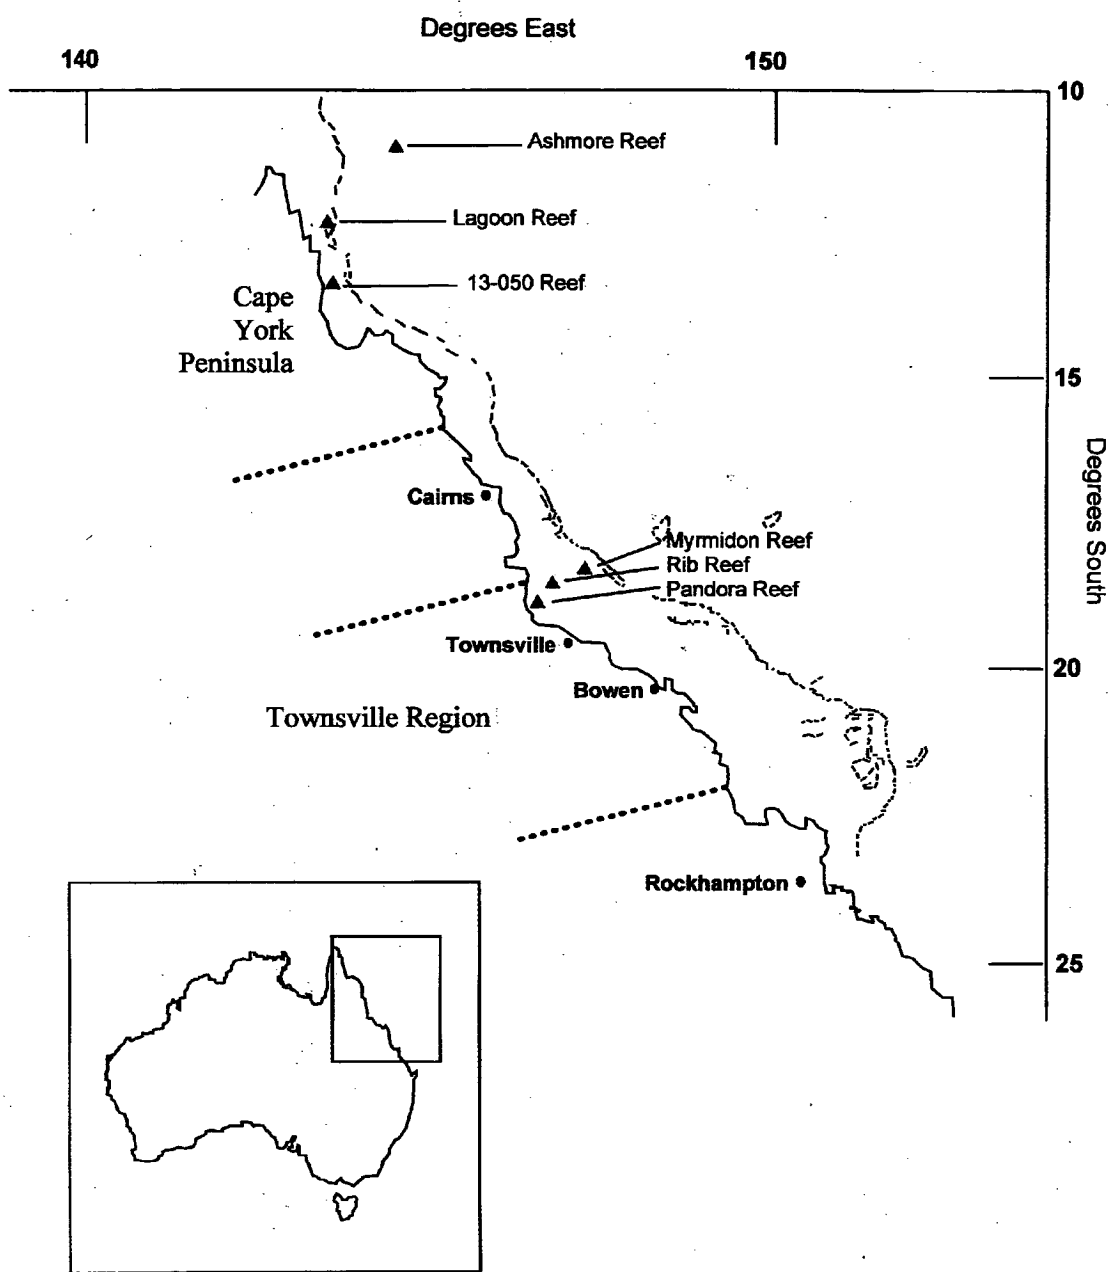 Degrees East
140
150
10
Ashmore Reef
Lagoon Reef
13-050 Reef
Cape
York
Peninsula
15
Cairns
Degrees South
Myrmidon Reef
Rib Reef
Pandora Reef
Townsville
20
Bowen
Townsville Region
Rockhampton
25